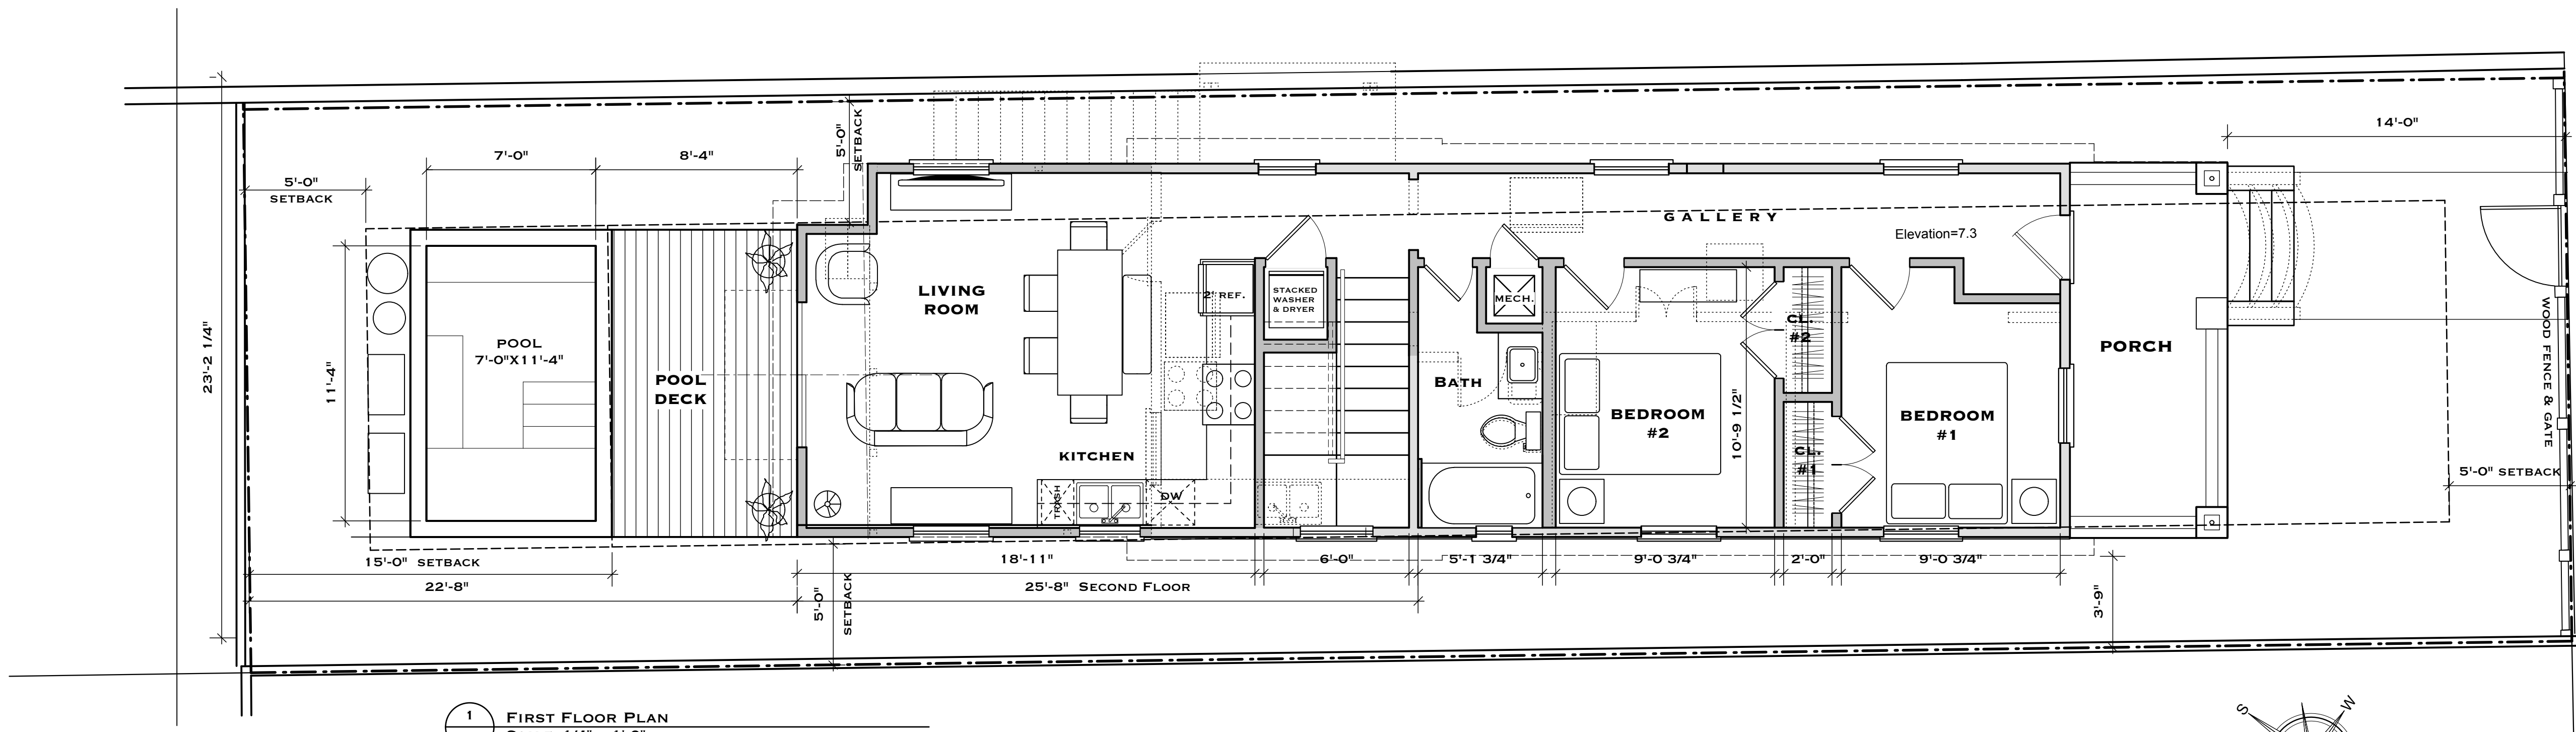 14'-0"
5'-0"
SETBACK
7'-0"
8'-4"
5'-0"
SETBACK
GALLERY
Elevation=7.3
LIVING
ROOM
2' REF.
STACKED
WASHER
& DRYER
MECH.
CL.
#2
PORCH
WOOD FENCE & GATE
23'-2 1/4"
11'-4"
POOL
7'-0"X11'-4"
POOL
DECK
BATH
BEDROOM
#2
10'-9 1/2"
BEDROOM
#1
KITCHEN
CL.
#1
TRASH
DW
5'-0" SETBACK
15'-0" SETBACK
18'-11"
6'-0"
5'-1 3/4"
9'-0 3/4"
2'-0"
9'-0 3/4"
22'-8"
25'-8" SECOND FLOOR
5'-0"
SETBACK
3'-9"
1
FIRST FLOOR PLAN
S
W